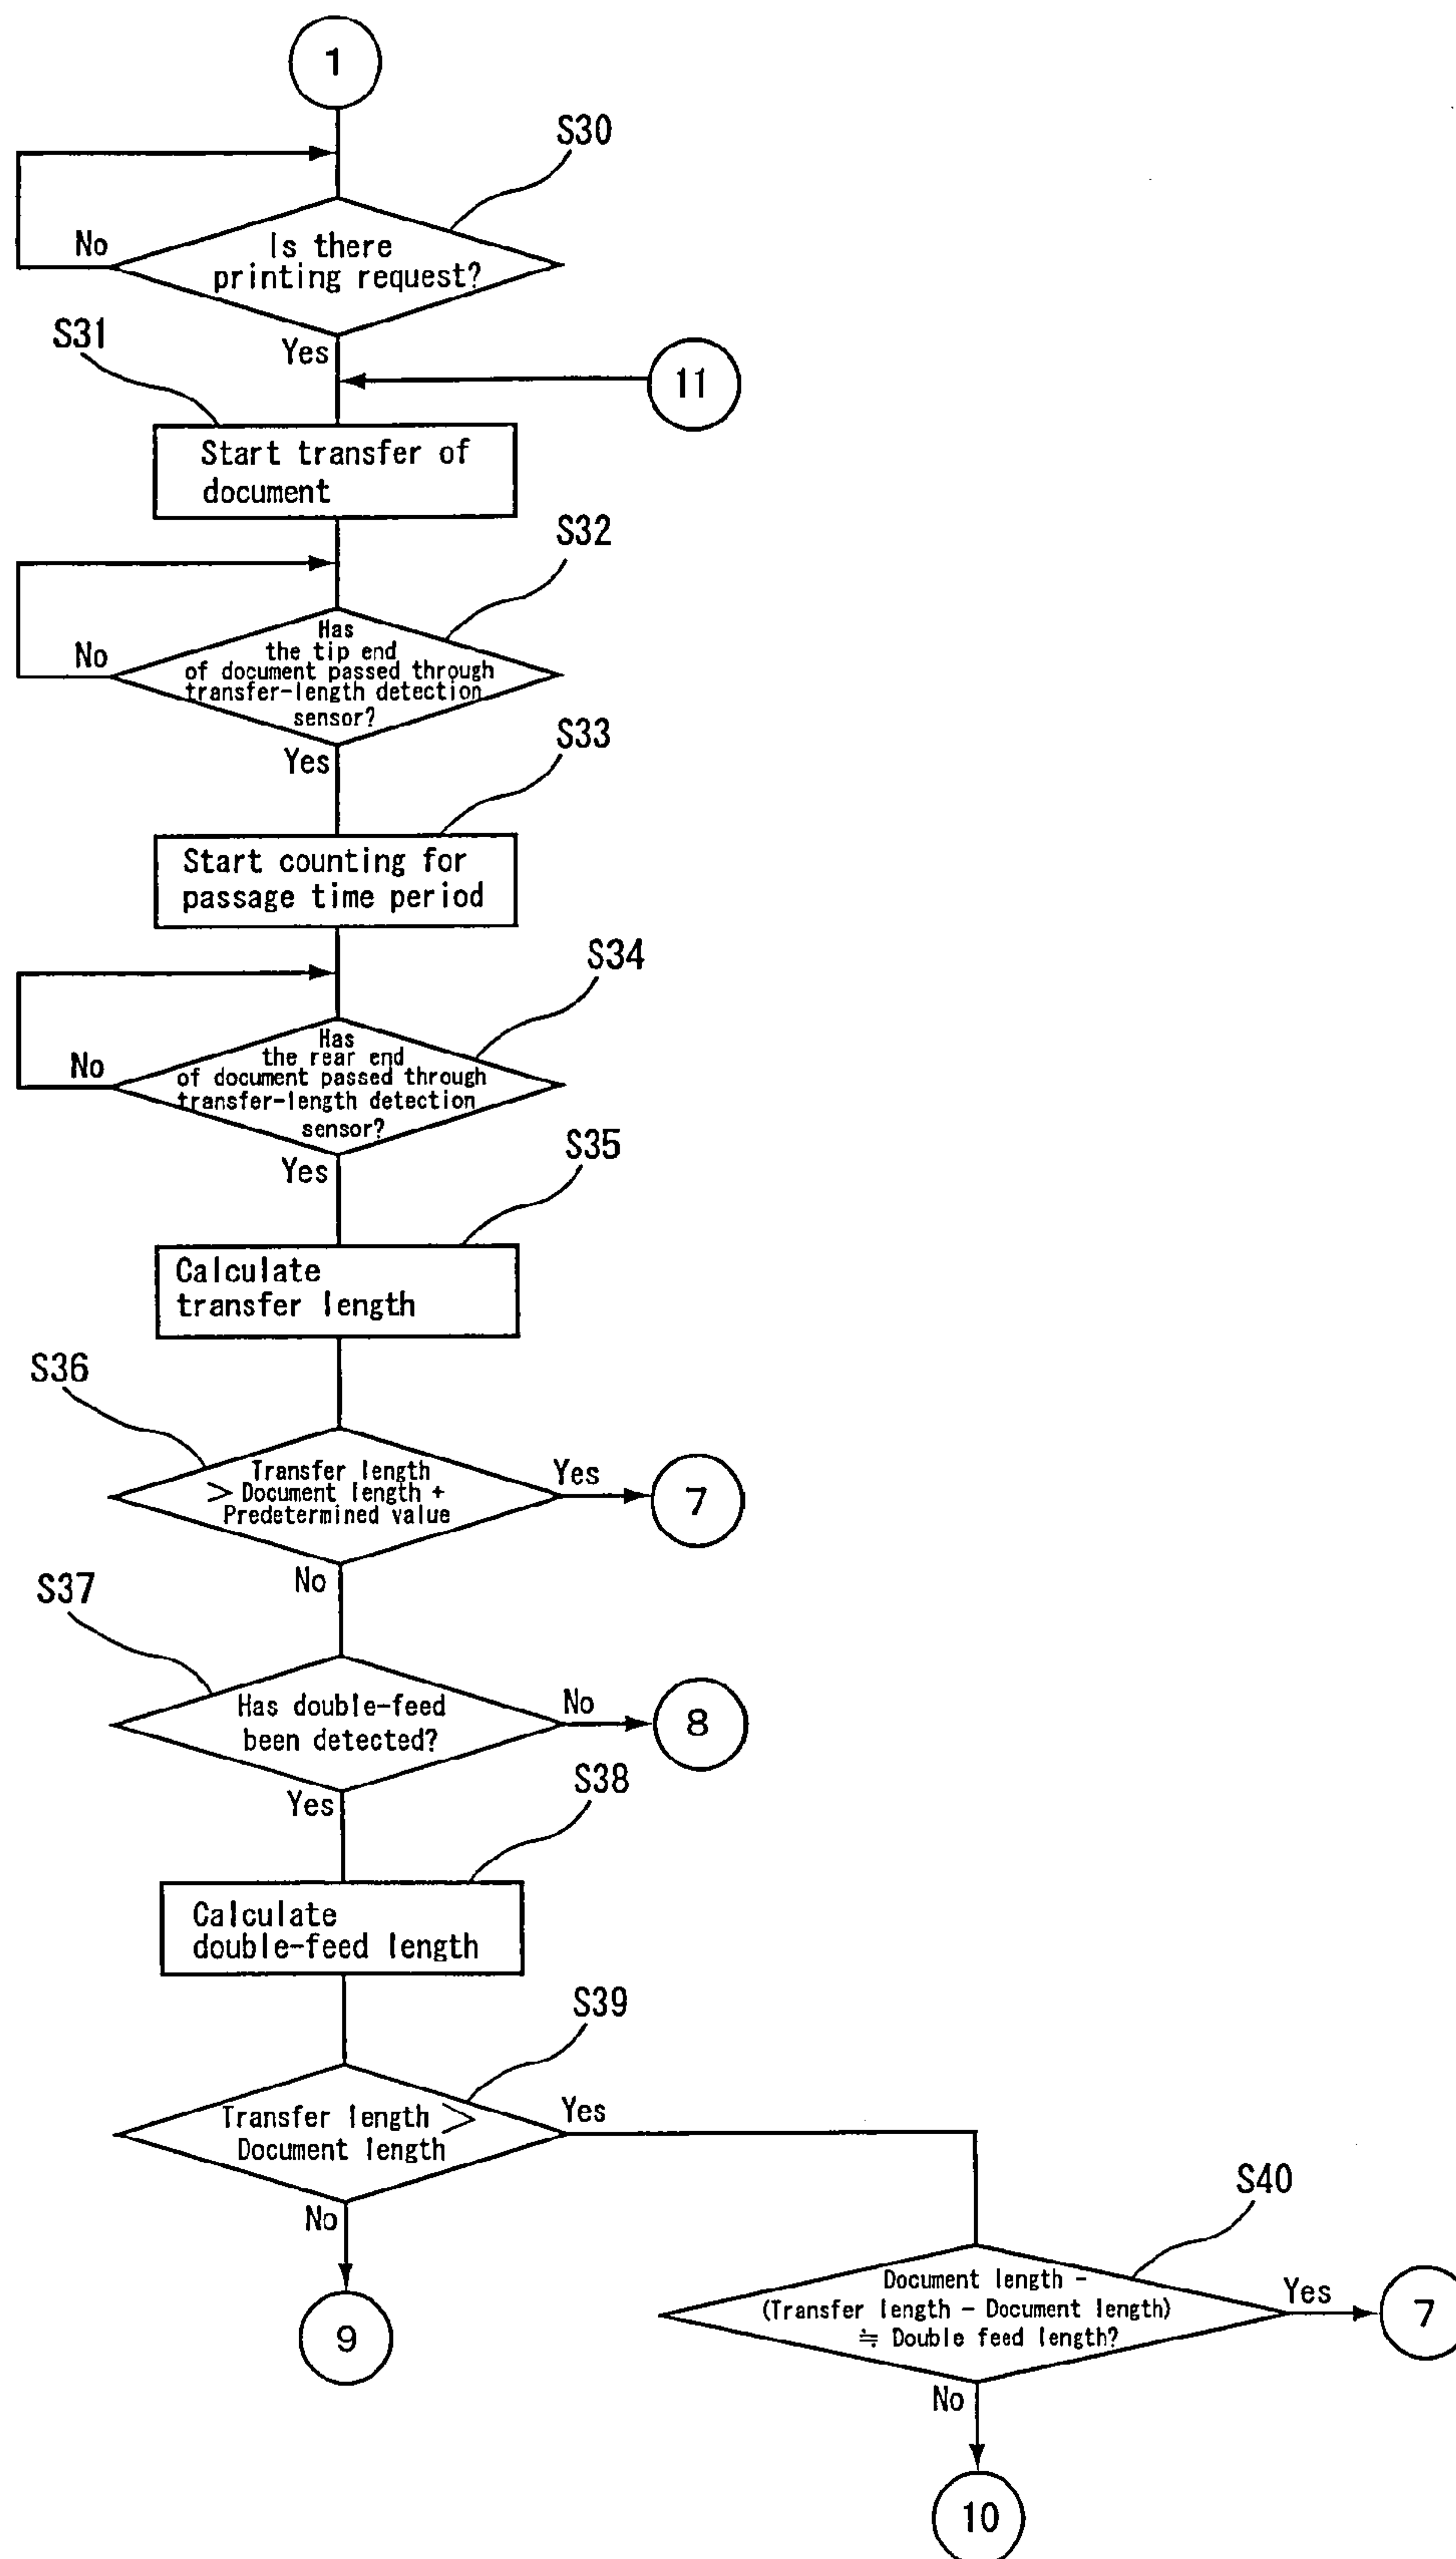 1
S30
Is there
printing request?
No
Yes
S31
11
Start transfer of
document
S32
Has
the tip end
of document passed through
transfer-length detection
sensor?
No
Yes
S33
Start counting for
passage time period
S34
Has
the rear end
of document passed through
transfer-length detection
sensor?
No
Yes
S35
Calculate
transfer length
S36
Transfer length
> Document length +
Predetermined value
Yes
7
No
S37
Has double-feed
been detected?
No
8
Yes
S38
Calculate
double-feed length
S39
Transfer length >
Document length
Yes
No
9
S40
Document length -
(Transfer length - Document length)
≒ Double feed length?
Yes
7
No
10